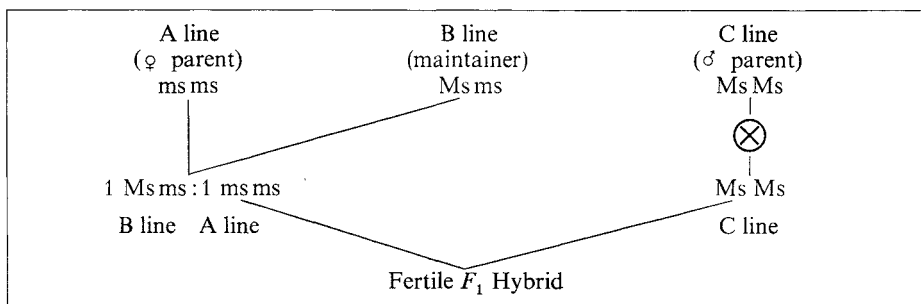 A line B line C line
(♀ parent) (maintainer) (♂ parent)
ms ms Ms ms Ms Ms
1 Ms ms : 1 ms ms Ms Ms
B line A line C line
Fertile F₁ Hybrid